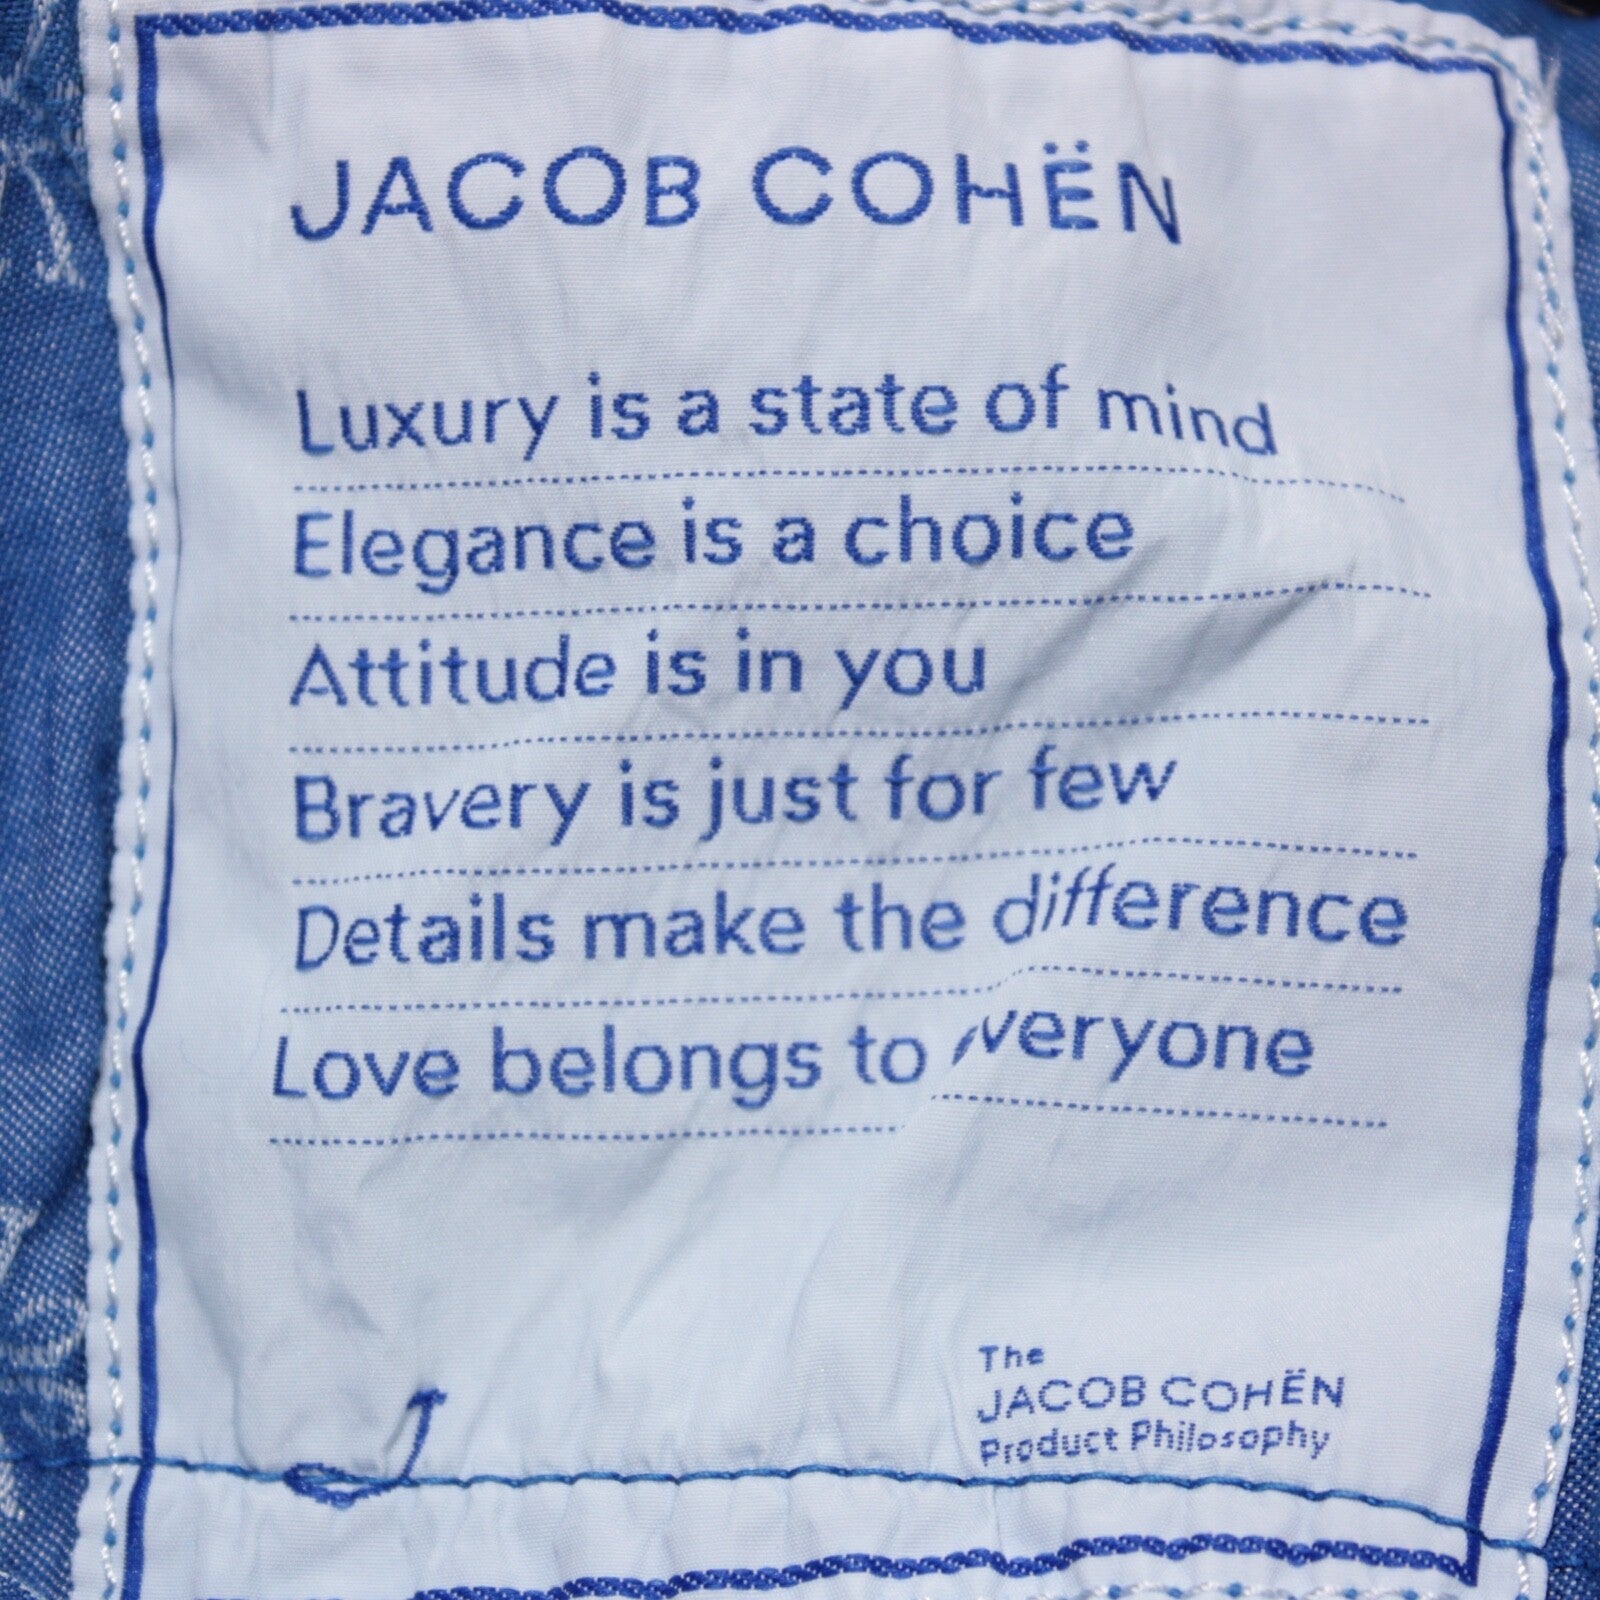 JACOB COHËN
Luxury is a state of mind
Elegance is a choice
Attitude is in you
Bravery is just for few
Details make the difference
Love belongs to everyone
The
JACOB COHËN
Product Philosophy